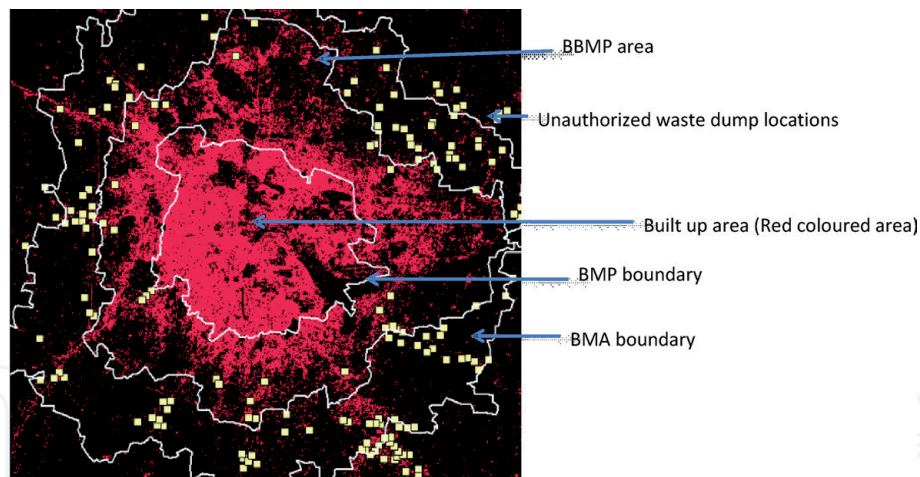 BBMP area
Unauthorized waste dump locations
Built up area (Red coloured area)
BMP boundary
BMA boundary